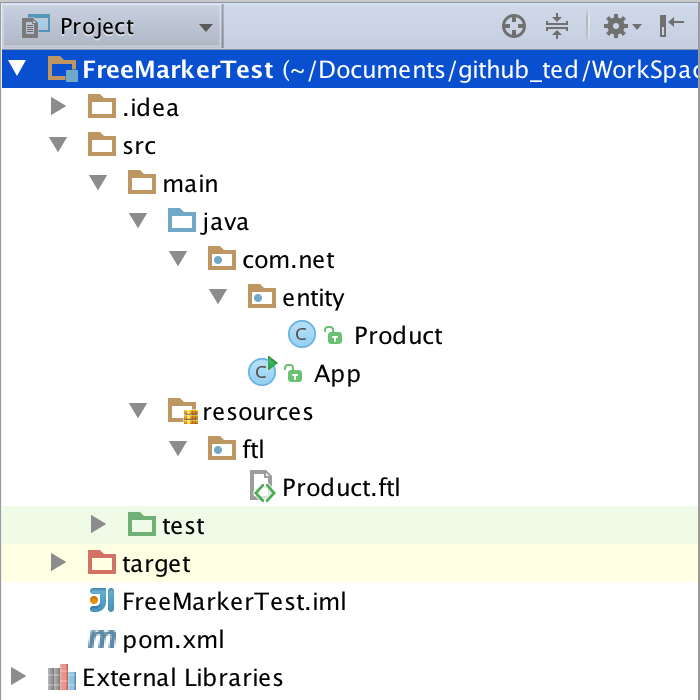 Project
FreeMarkerTest (~/Documents/github_ted/WorkSpac
.idea
src
main
java
com.net
entity
C Product
C App
resources
ftl
Product.ftl
test
target
FreeMarkerTest.iml
m pom.xml
External Libraries